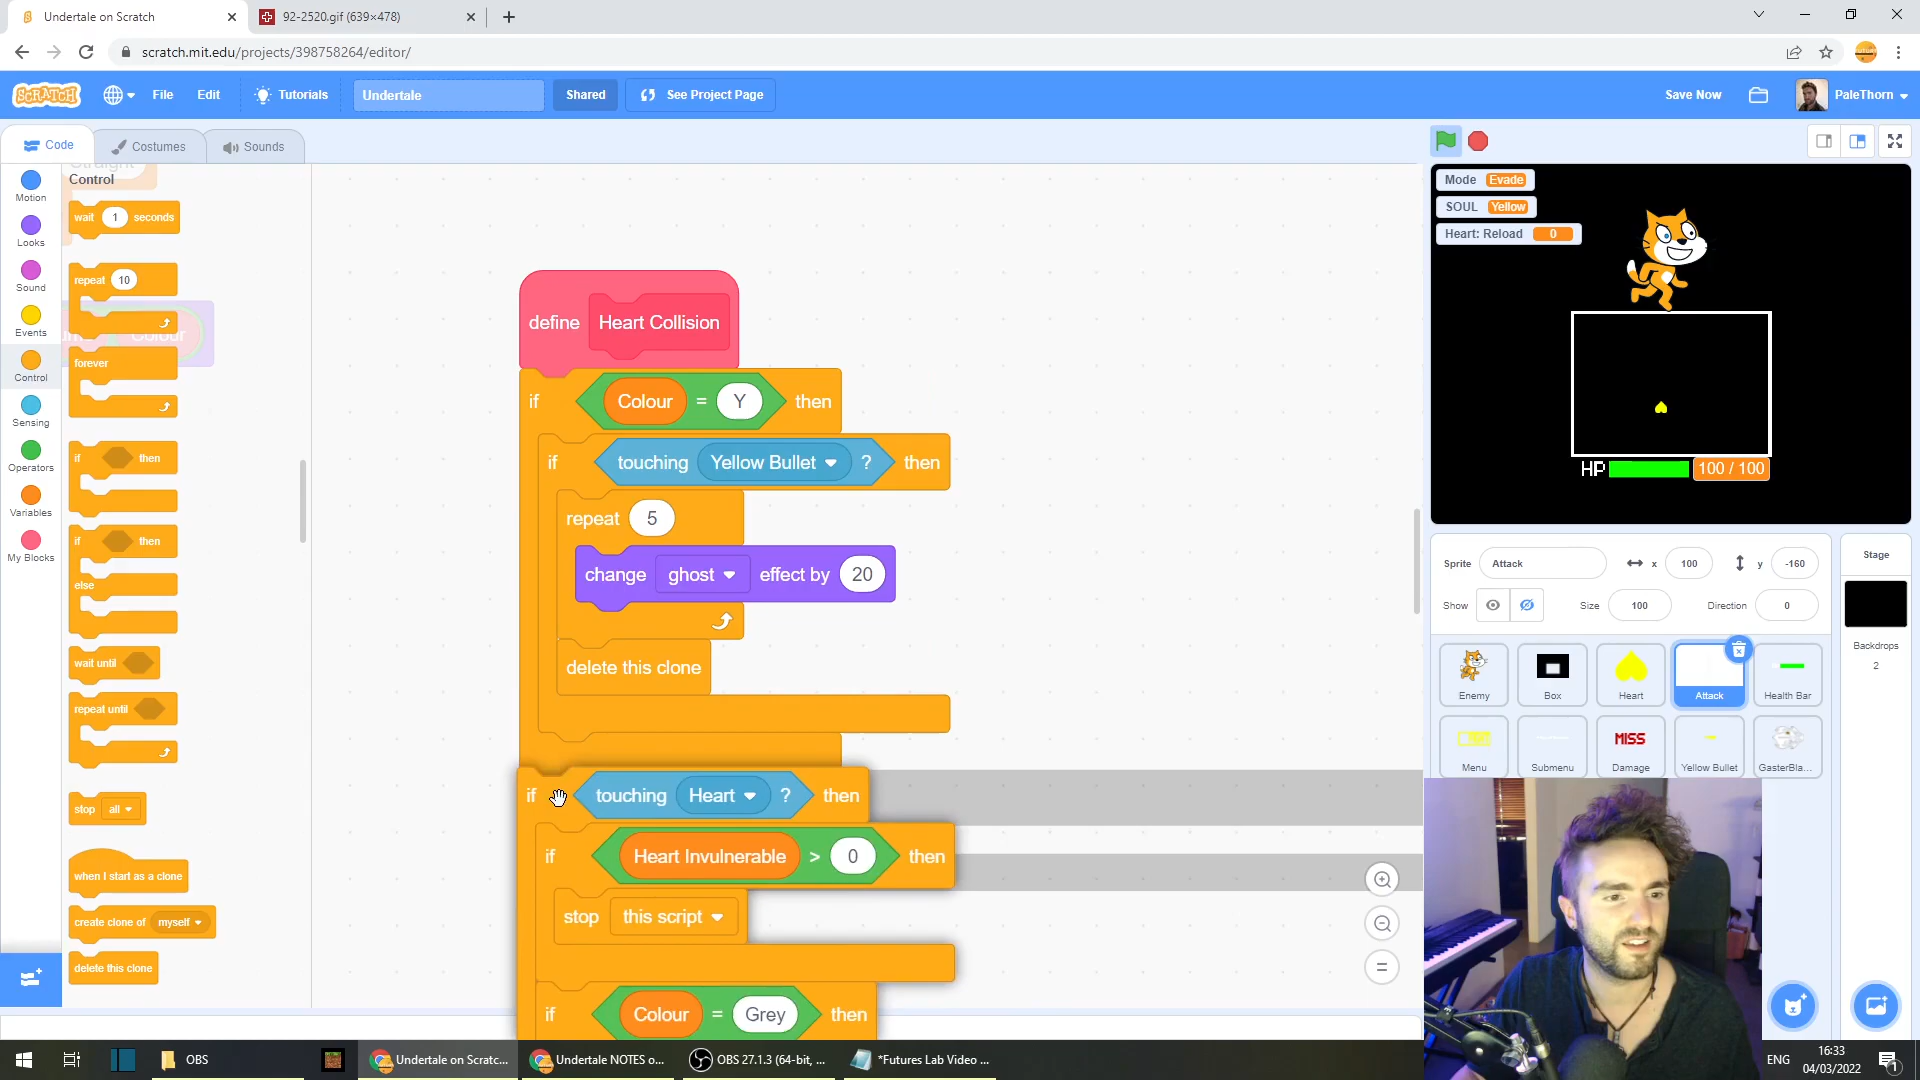 Undertale on Scratch
92-2520.gif (639×478)
scratch.mit.edu/projects/398758264/editor/
SCRATCH
File
Edit
Tutorials
Undertale
Shared
See Project Page
Save Now
PaleThorn
Code
Costumes
Sounds
Motion
Looks
Sound
Events
Control
Sensing
Operators
Variables
My Blocks
Straight
Control
wait 1 seconds
repeat 10
Colour
forever
if then
if then
else
wait until
repeat until
stop all
when I start as a clone
create clone of myself
delete this clone
define Heart Collision
if Colour = Y then
if touching Yellow Bullet ? then
repeat 5
change ghost effect by 20
delete this clone
if touching Heart ? then
if Heart Invulnerable > 0 then
stop this script
if Colour = Grey then
Mode Evade
SOUL Yellow
Heart: Reload 0
HP 100 / 100
Sprite Attack x 100 y -160
Show Size 100 Direction 0
Stage
Backdrops
2
Enemy
Box
Heart
Attack
Health Bar
Menu
Submenu
MISS
Damage
Yellow Bullet
GasterBla...
OBS
Undertale on Scratc...
Undertale NOTES o...
OBS 27.1.3 (64-bit, ...
*Futures Lab Video ...
ENG
16:33
04/03/2022
1